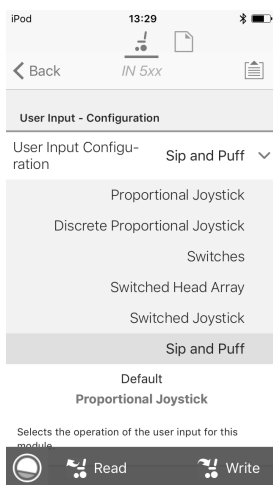 iPod
13:29
Back
IN 5xx
User Input - Configuration
User Input Configu-
ration
Sip and Puff
Proportional Joystick
Discrete Proportional Joystick
Switches
Switched Head Array
Switched Joystick
Sip and Puff
Default
Proportional Joystick
Selects the operation of the user input for this
module.
Read
Write